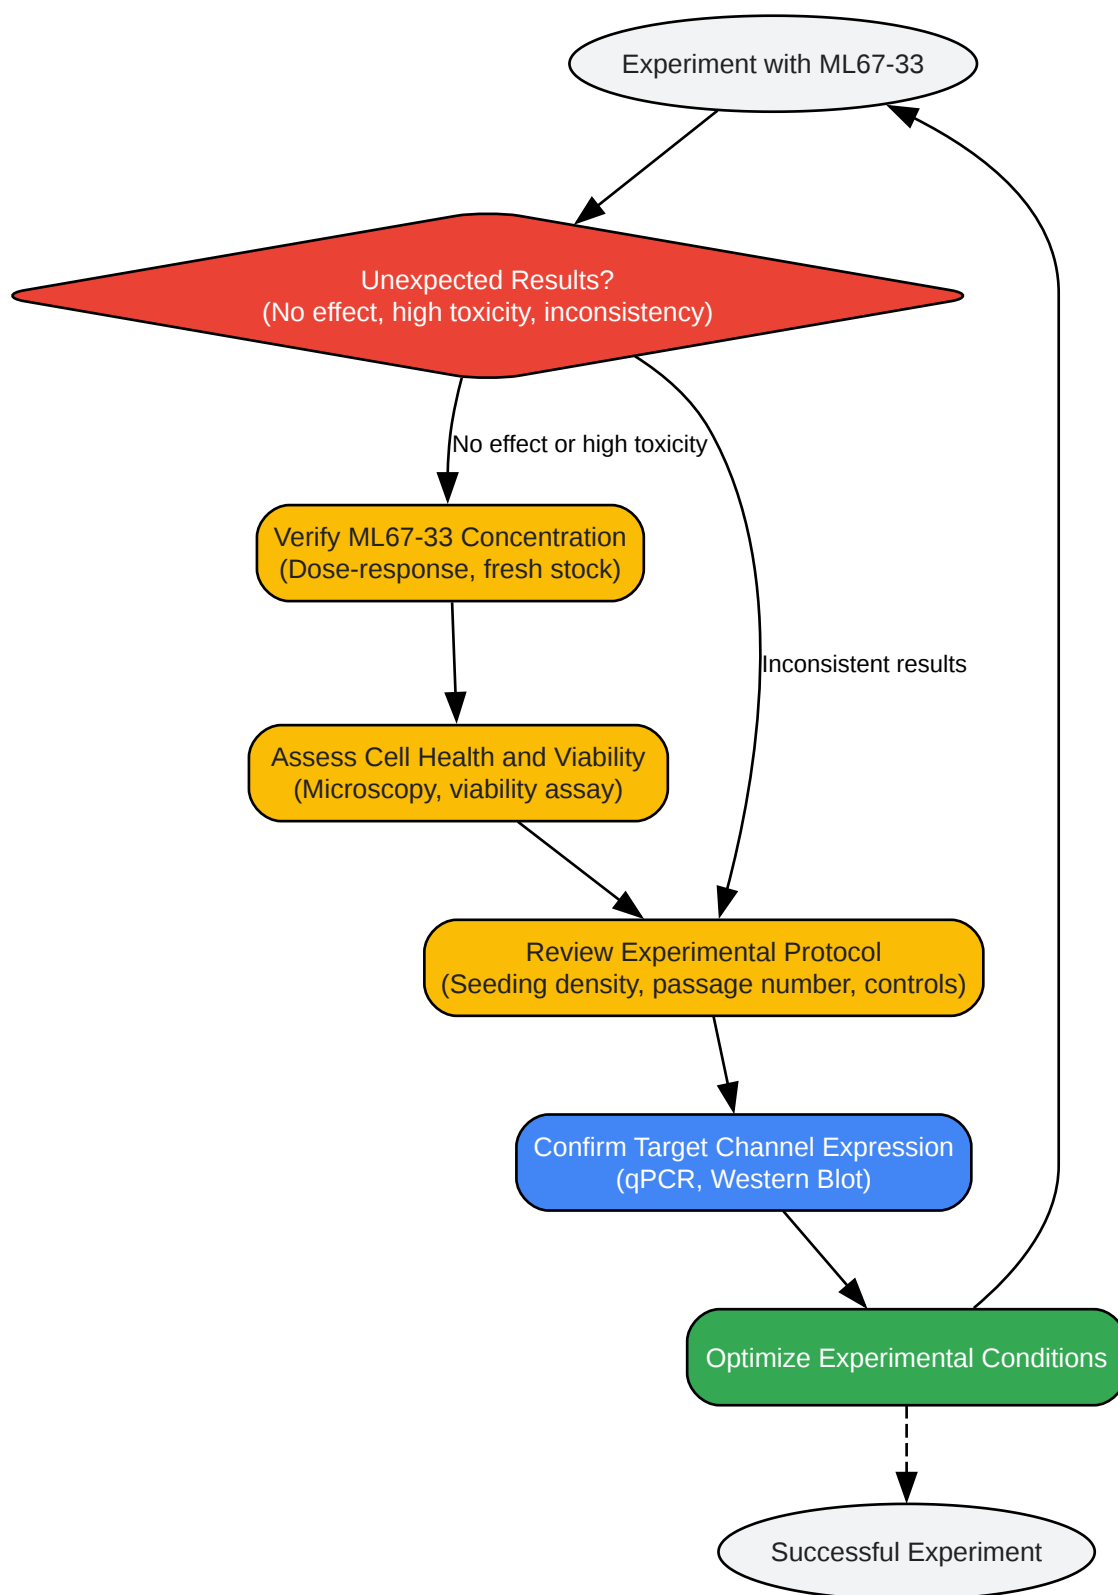 Experiment with ML67-33
Unexpected Results?
(No effect, high toxicity, inconsistency)
No effect or high toxicity
Verify ML67-33 Concentration
(Dose-response, fresh stock)
Inconsistent results
Assess Cell Health and Viability
(Microscopy, viability assay)
Review Experimental Protocol
(Seeding density, passage number, controls)
Confirm Target Channel Expression
(qPCR, Western Blot)
Optimize Experimental Conditions
Successful Experiment